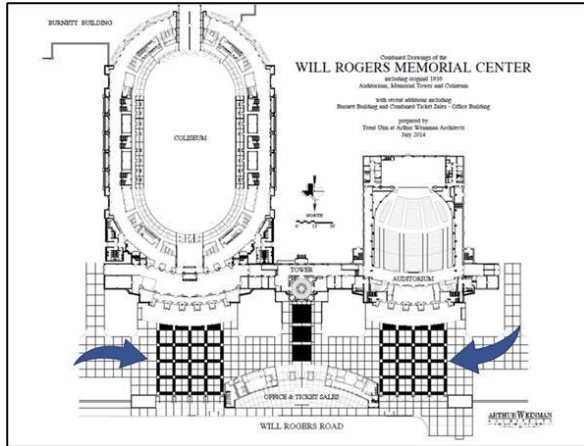 BURNETT BUILDING
Combined Drawings of the
WILL ROGERS MEMORIAL CENTER
including original 1936
Auditorium, Memorial Tower and Coliseum
with recent additions including
Burnett Building and Combined Ticket Sales - Office Building
prepared by
Trent Uhn at Arthur Weinman Architects
July 2014
COLISEUM
NORTH
TOWER
AUDITORIUM
OFFICE & TICKET SALES
WILL ROGERS ROAD
ARTHUR WEINMAN